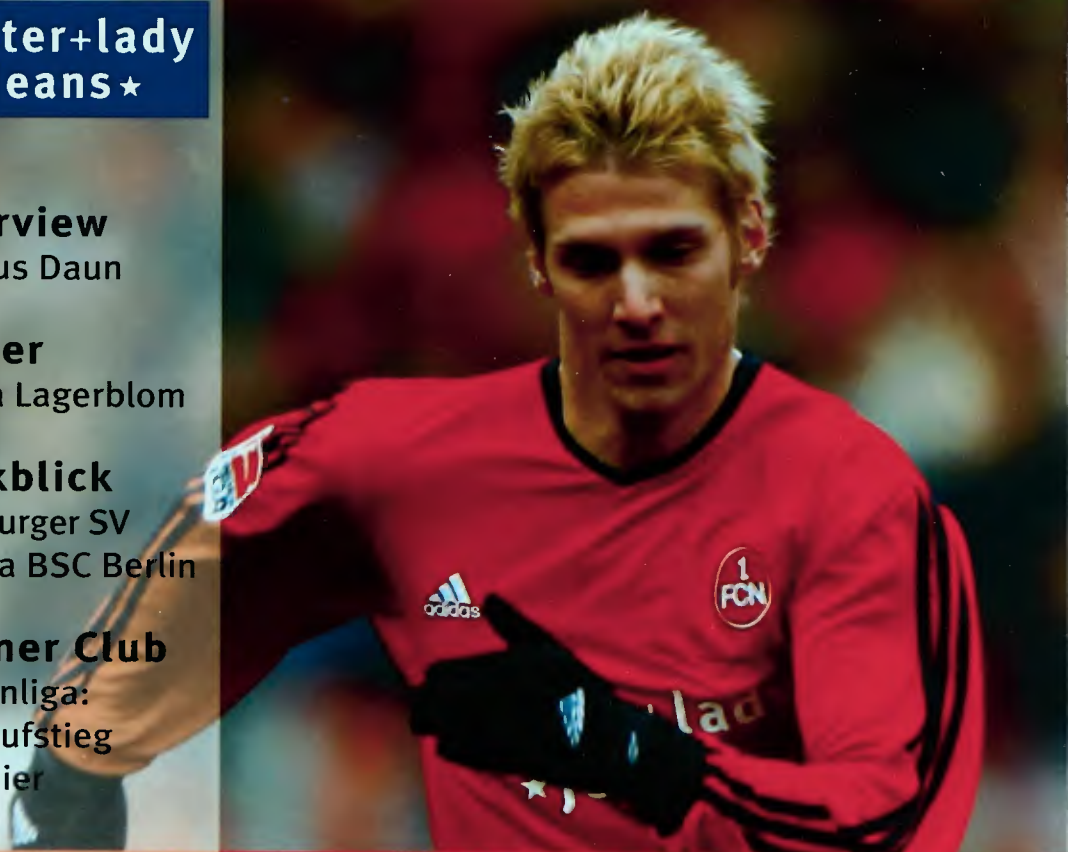 ter+lady
eans★
rview
us Daun
er
a Lagerblom
kblick
urger SV
a BSC Berlin
ner Club
nliga:
ufstieg
ier
adidas
1
FCN
lad
★j